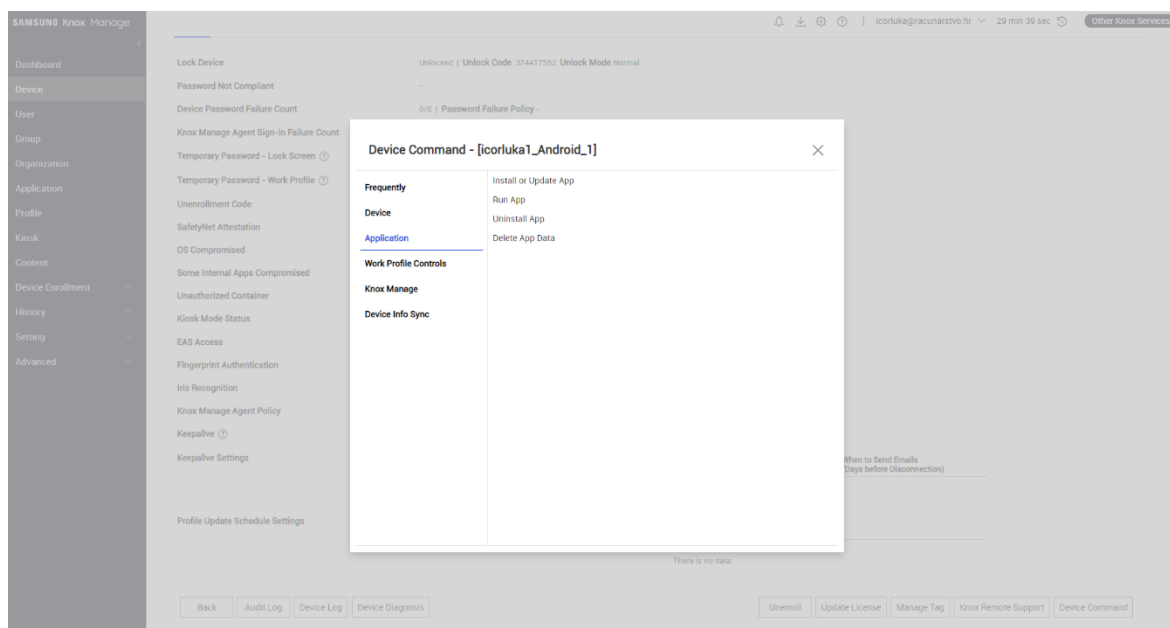 SAMSUNG Knox Manage
icorluka@racunarstvo.hr 29 min 39 sec Other Knox Services
Dashboard
Device
User
Group
Organization
Application
Profile
Kiosk
Content
Device Enrollment
History
Setting
Advanced
Lock Device Unlocked | Unlock Code 374417552 Unlock Mode Normal
Password Not Compliant -
Device Password Failure Count 0/0 | Password Failure Policy -
Knox Manage Agent Sign-in Failure Count
Temporary Password - Lock Screen
Temporary Password - Work Profile
Unenrollment Code
SafetyNet Attestation
OS Compromised
Some Internal Apps Compromised
Unauthorized Container
Kiosk Mode Status
EAS Access
Fingerprint Authentication
Iris Recognition
Knox Manage Agent Policy
Keepalive
Keepalive Settings
When to Send Emails
(Days before Disconnection)
Profile Update Schedule Settings
There is no data.
Device Command - [icorluka1_Android_1]
Frequently
Device
Application
Work Profile Controls
Knox Manage
Device Info Sync
Install or Update App
Run App
Uninstall App
Delete App Data
Back Audit Log Device Log Device Diagnosis Unenroll Update License Manage Tag Knox Remote Support Device Command